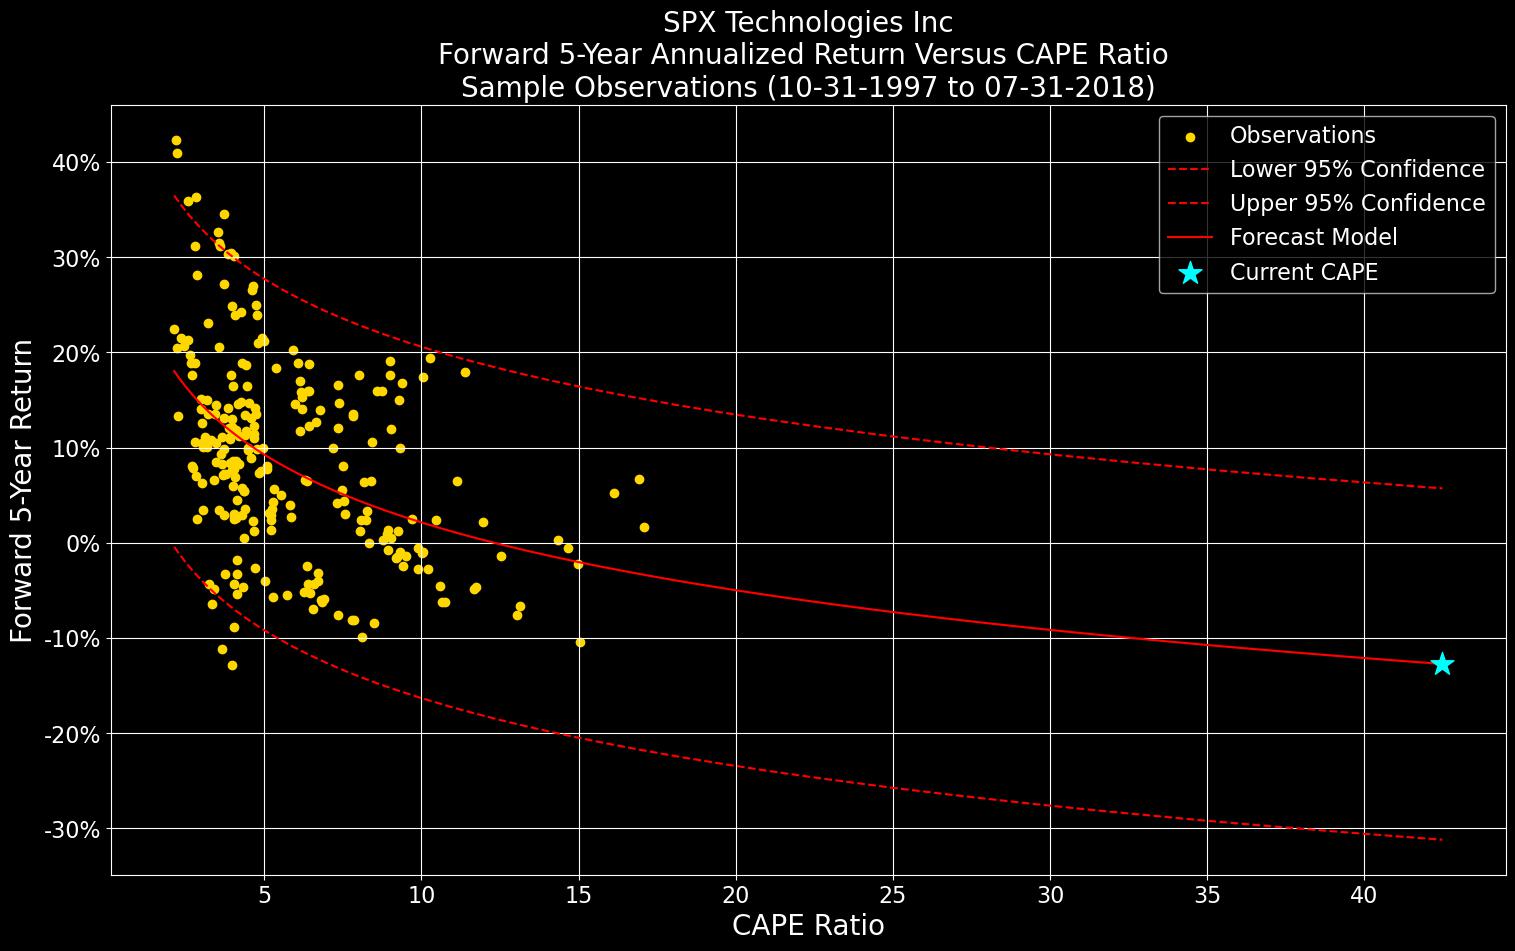 SPX Technologies Inc
Forward 5-Year Annualized Return Versus CAPE Ratio
Sample Observations (10-31-1997 to 07-31-2018)
Observations
Lower 95% Confidence
Upper 95% Confidence
Forecast Model
Current CAPE
Forward 5-Year Return
40%
30%
20%
10%
0%
-10%
-20%
-30%
5 10 15 20 25 30 35 40
CAPE Ratio